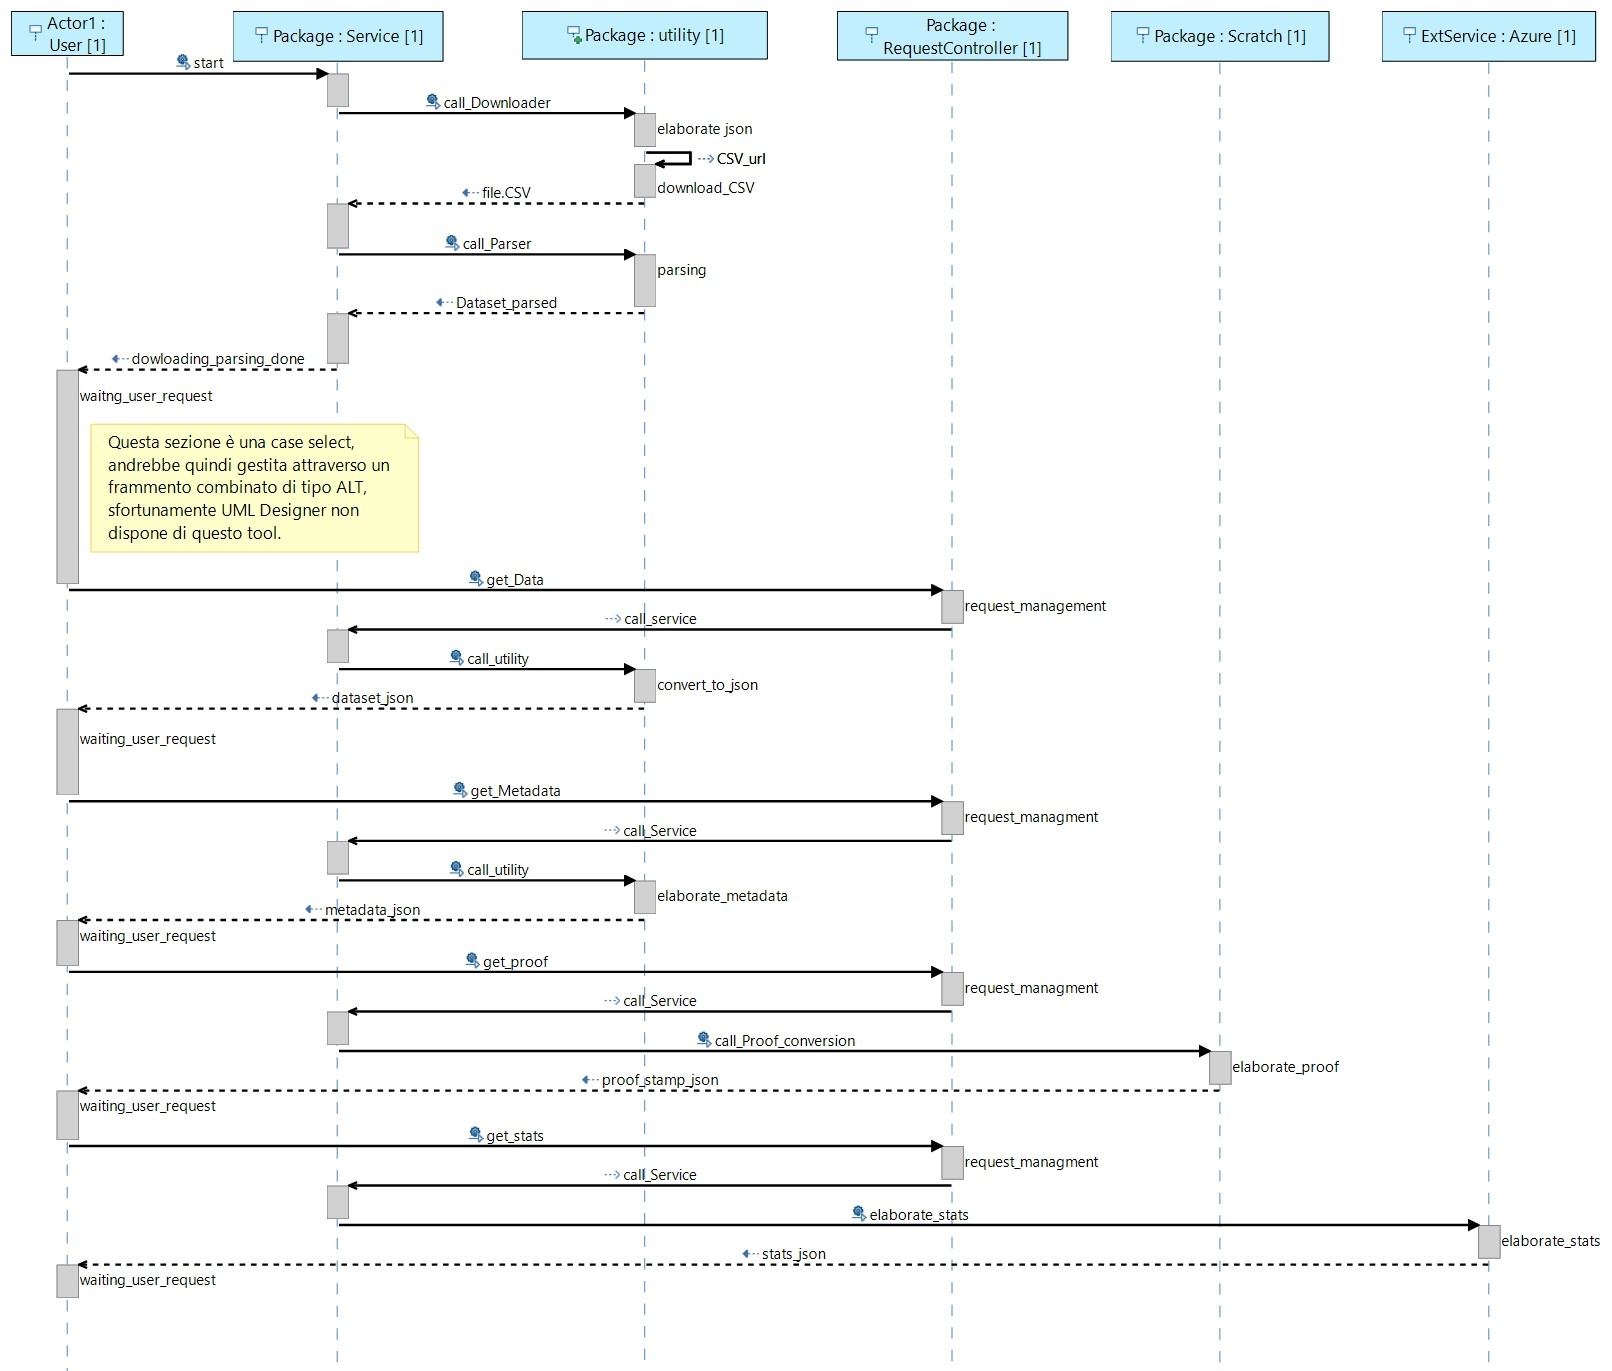 Actor1 :
User [1]
Package : Service [1]
Package : utility [1]
Package :
RequestController [1]
Package : Scratch [1]
ExtService : Azure [1]
start
call_Downloader
elaborate json
CSV_url
download_CSV
file.CSV
call_Parser
parsing
Dataset_parsed
dowloading_parsing_done
waitng_user_request
Questa sezione è una case select,
andrebbe quindi gestita attraverso un
frammento combinato di tipo ALT,
sfortunamente UML Designer non
dispone di questo tool.
get_Data
request_management
call_service
call_utility
convert_to_json
dataset_json
waiting_user_request
get_Metadata
request_managment
call_Service
call_utility
elaborate_metadata
metadata_json
waiting_user_request
get_proof
request_managment
call_Service
call_Proof_conversion
elaborate_proof
proof_stamp_json
waiting_user_request
get_stats
request_managment
call_Service
elaborate_stats
elaborate_stats
stats_json
waiting_user_request